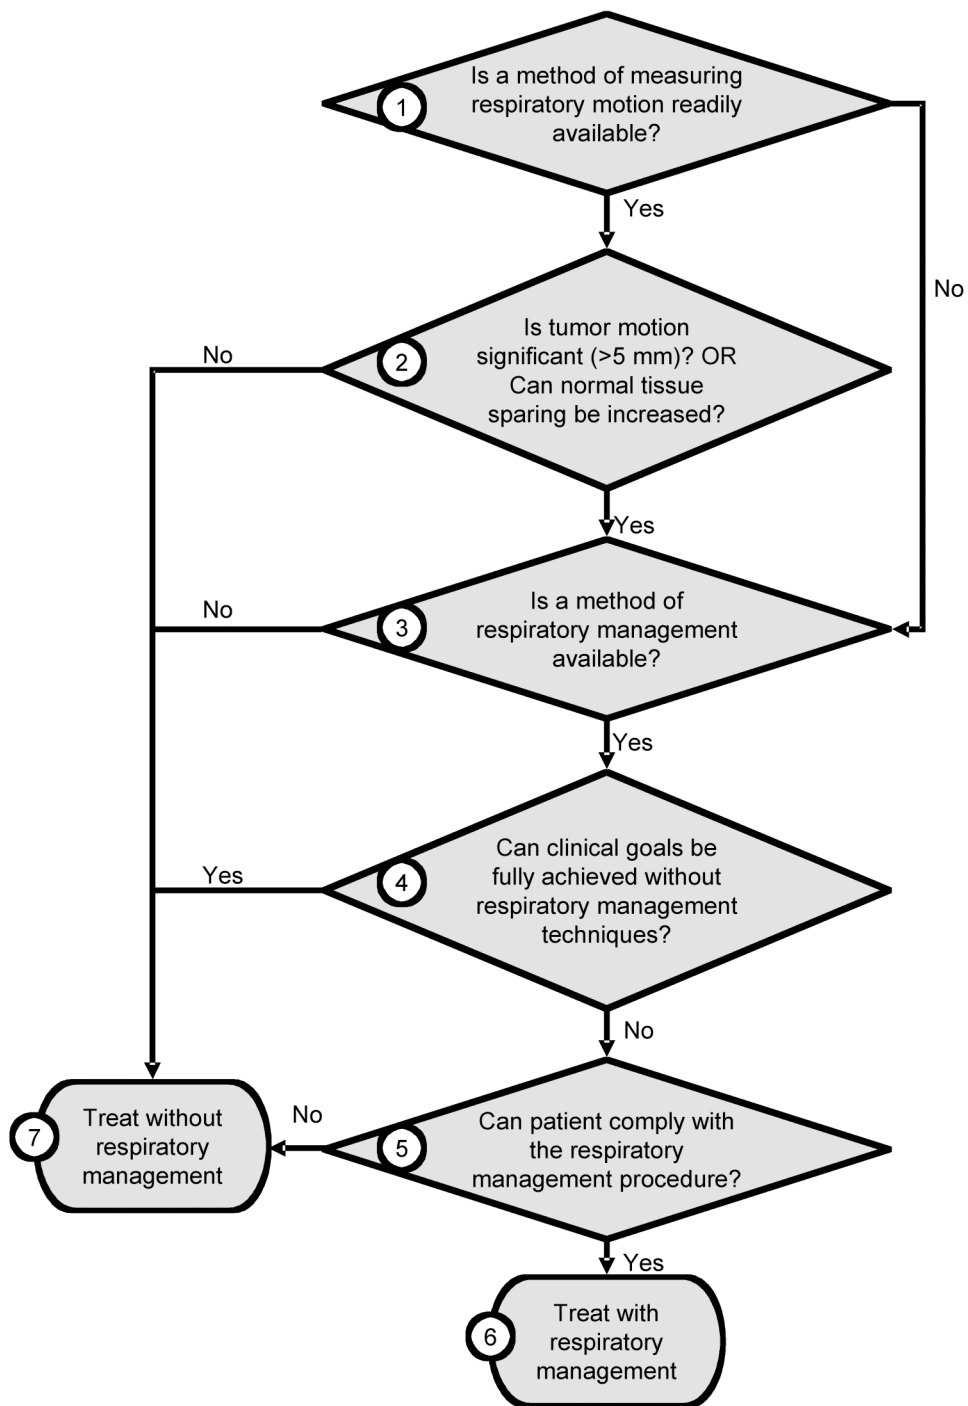 1
Is a method of measuring
respiratory motion readily
available?
Yes
No
No
2
Is tumor motion
significant (>5 mm)? OR
Can normal tissue
sparing be increased?
Yes
No
3
Is a method of
respiratory management
available?
Yes
Yes
4
Can clinical goals be
fully achieved without
respiratory management
techniques?
No
7
Treat without
respiratory
management
No
5
Can patient comply with
the respiratory
management procedure?
Yes
6
Treat with
respiratory
management